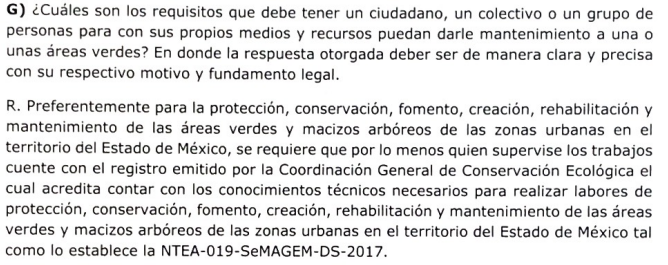 G) ¿Cuáles son los requisitos que debe tener un ciudadano, un colectivo o un grupo de
personas para con sus propios medios y recursos puedan darle mantenimiento a una o
unas áreas verdes? En donde la respuesta otorgada deber ser de manera clara y precisa
con su respectivo motivo y fundamento legal.
R. Preferentemente para la protección, conservación, fomento, creación, rehabilitación y
mantenimiento de las áreas verdes y macizos arbóreos de las zonas urbanas en el
territorio del Estado de México, se requiere que por lo menos quien supervise los trabajos
cuente con el registro emitido por la Coordinación General de Conservación Ecológica el
cual acredita contar con los conocimientos técnicos necesarios para realizar labores de
protección, conservación, fomento, creación, rehabilitación y mantenimiento de las áreas
verdes y macizos arbóreos de las zonas urbanas en el territorio del Estado de México tal
como lo establece la NTEA-019-SeMAGEM-DS-2017.